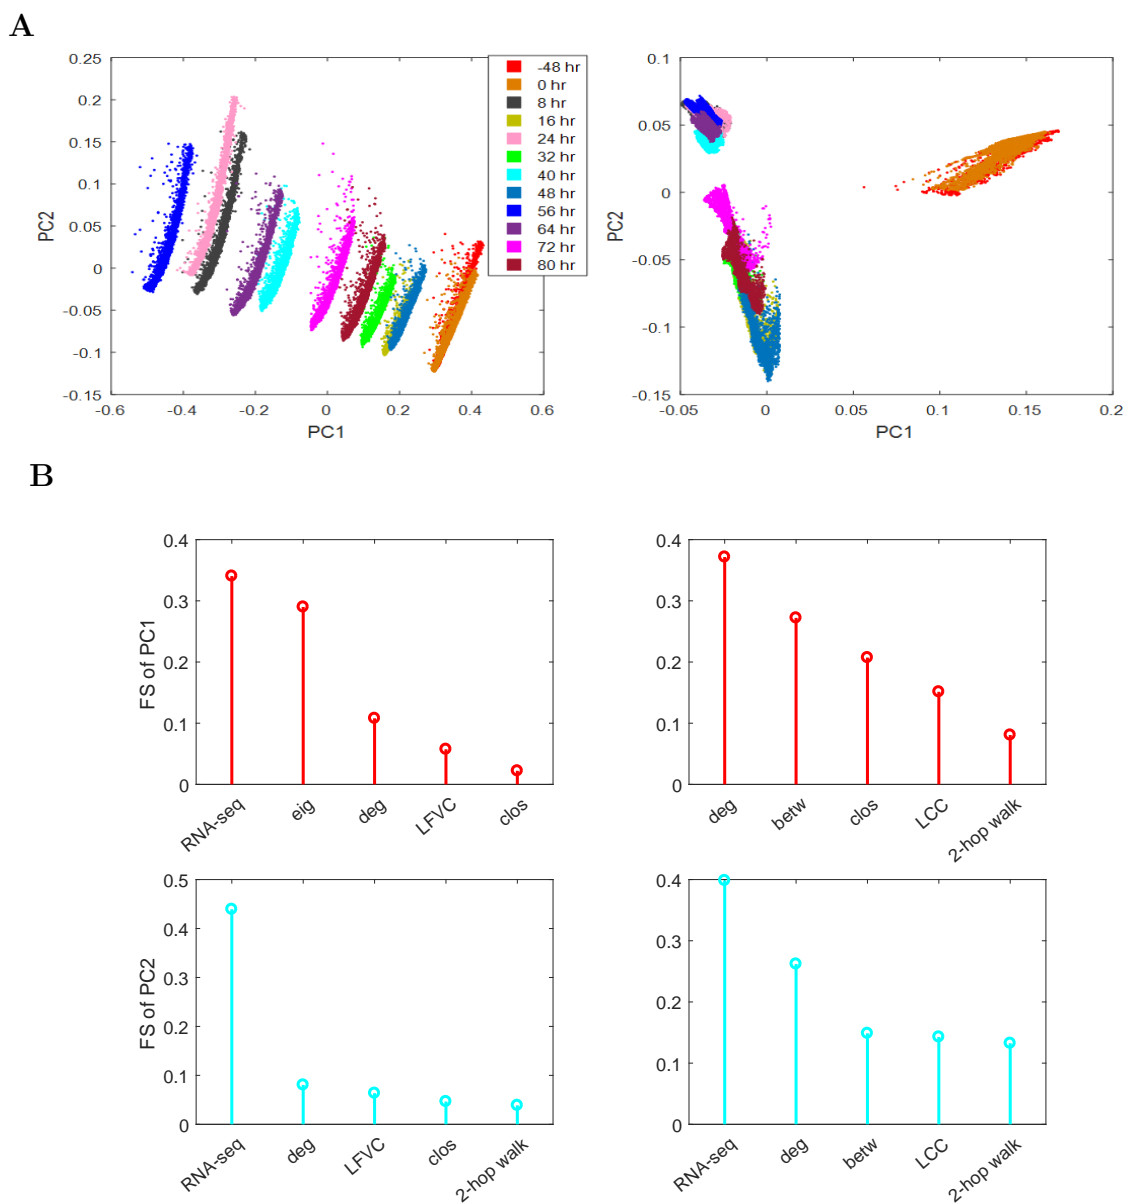 A
0.25
0.2
0.15
0.1
0.05
0
-0.05
-0.1
-0.15
PC2
-0.6
-0.4
-0.2
0
0.2
0.4
0.6
PC1
-48 hr
0 hr
8 hr
16 hr
24 hr
32 hr
40 hr
48 hr
56 hr
64 hr
72 hr
80 hr
0.1
0.05
0
-0.05
-0.1
-0.15
PC2
-0.05
0
0.05
0.1
0.15
0.2
PC1
B
0.4
0.3
0.2
0.1
0
FS of PC1
RNA-seq
eig
deg
LFVC
clos
0.4
0.3
0.2
0.1
0
deg
betw
clos
LCC
2-hop walk
0.5
0.4
0.3
0.2
0.1
0
FS of PC2
RNA-seq
deg
LFVC
clos
2-hop walk
0.4
0.3
0.2
0.1
0
RNA-seq
deg
betw
LCC
2-hop walk